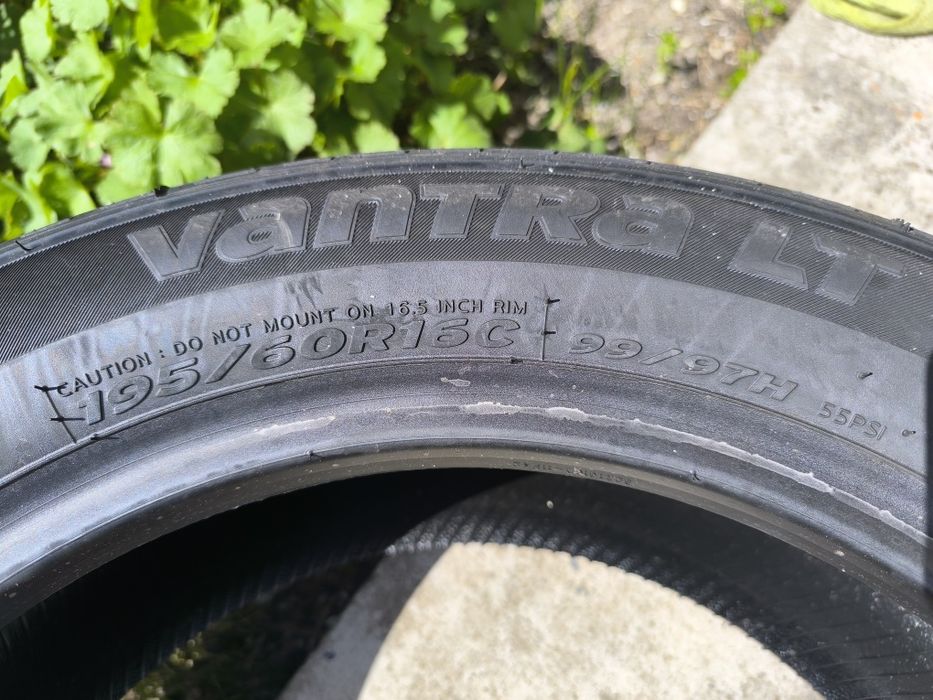 VANTRA LT
CAUTION : DO NOT MOUNT ON 16.5 INCH RIM
195/60R16C 99/97H 55PSI